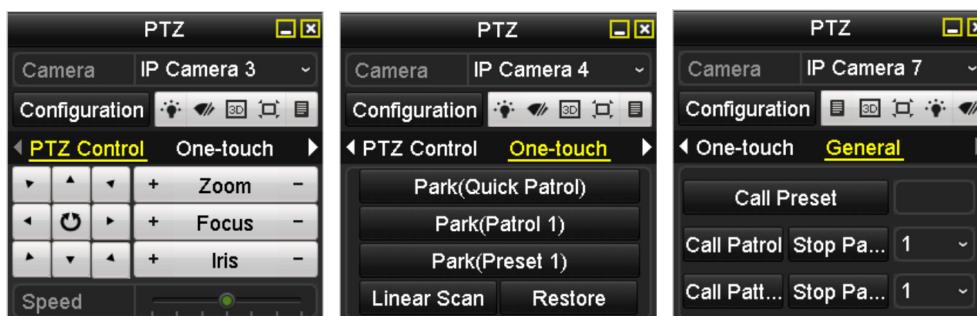 PTZ
Camera IP Camera 3
Configuration 3D
PTZ Control One-touch
+ Zoom -
+ Focus -
+ Iris -
Speed
PTZ
Camera IP Camera 4
Configuration 3D
PTZ Control One-touch
Park(Quick Patrol)
Park(Patrol 1)
Park(Preset 1)
Linear Scan Restore
PTZ
Camera IP Camera 7
Configuration 3D
One-touch General
Call Preset
Call Patrol Stop Pa... 1
Call Patt... Stop Pa... 1